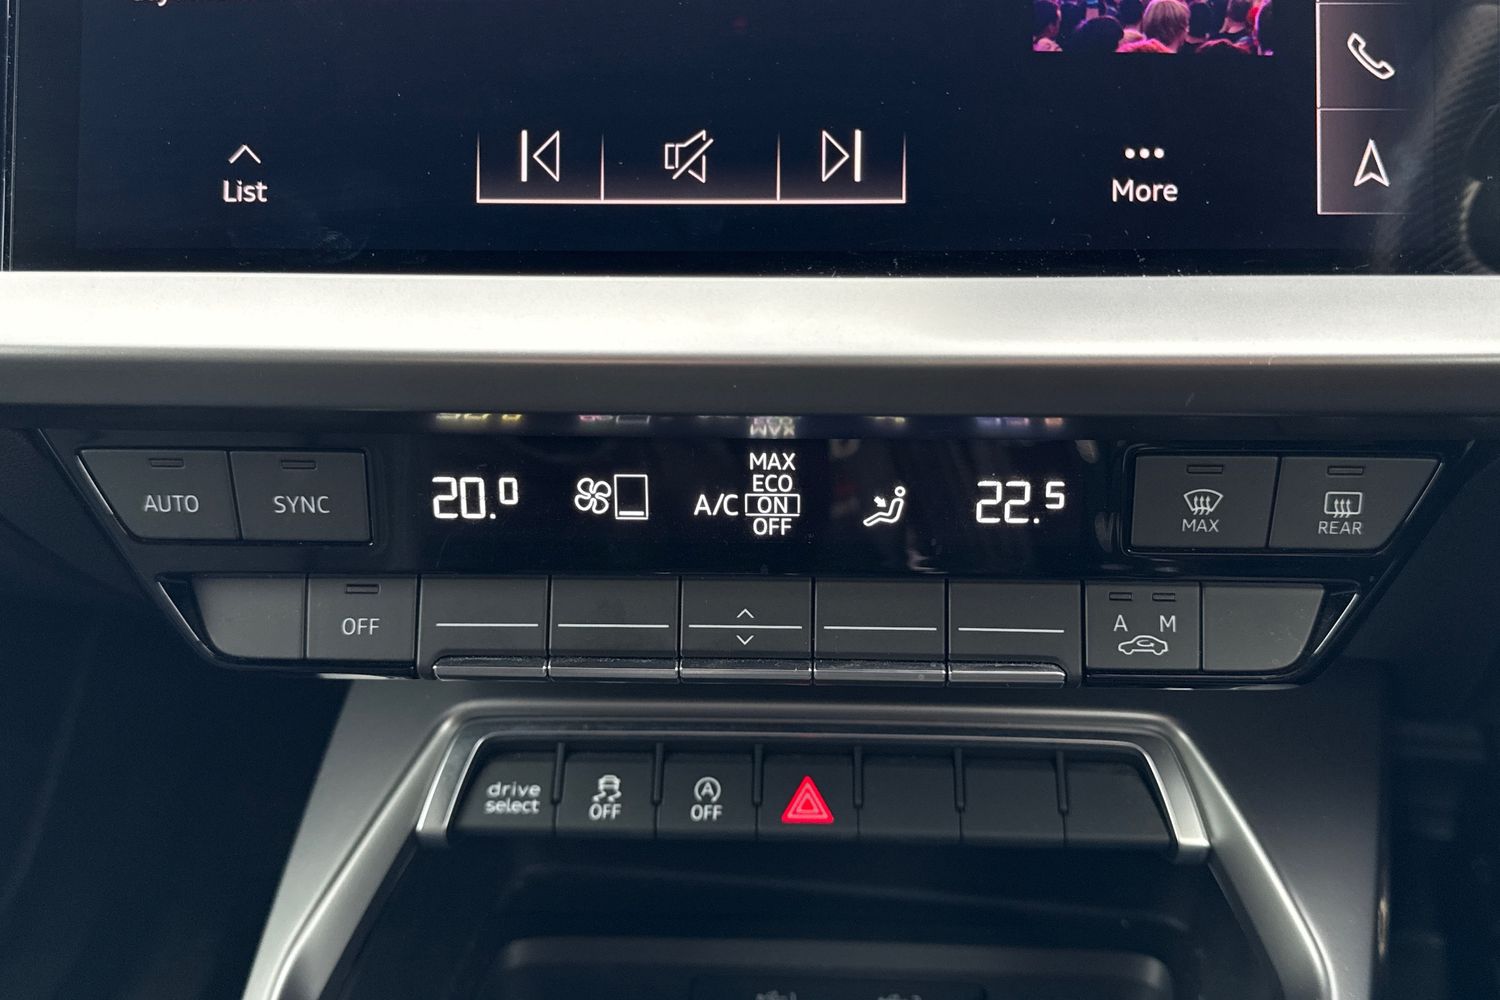 List
More
MAX
ECO
AUTO SYNC 20.0 A/C ON 22.5 MAX REAR
OFF
OFF A M
drive
select OFF A OFF